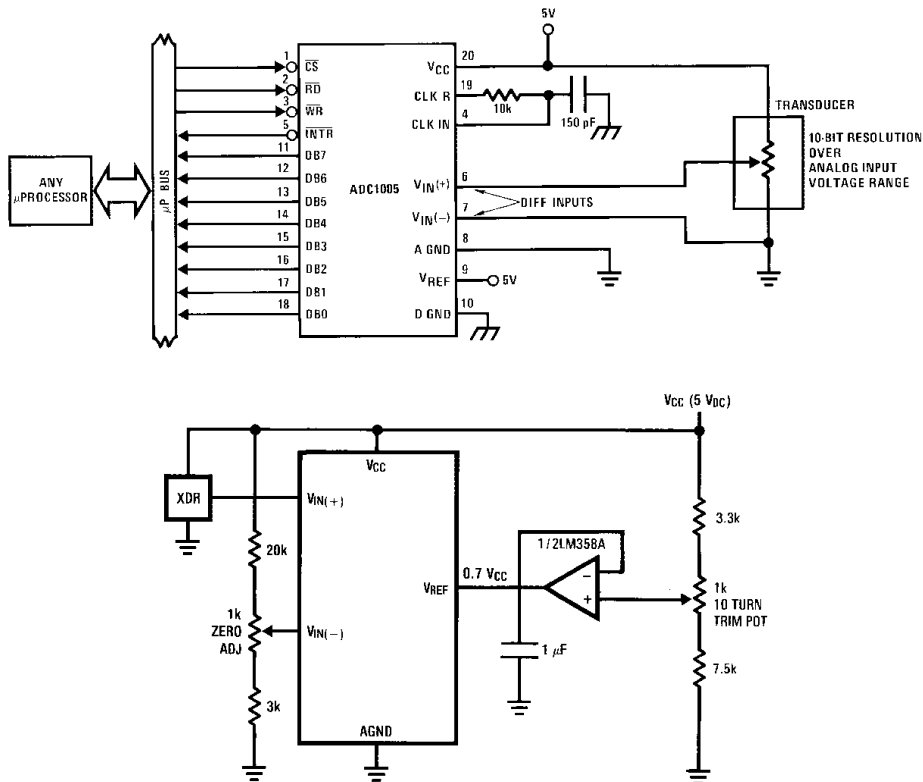 5V
1
C̅S̅
2
R̅D̅
3
W̅R̅
5
I̅N̅T̅R̅
11
DB7
12
DB6
13
DB5
14
DB4
15
DB3
16
DB2
17
DB1
18
DB0
ANY
μPROCESSOR
μP BUS
ADC1005
20
VCC
19
CLK R
4
CLK IN
10k
150 pF
6
VIN(+)
7
VIN(−)
DIFF INPUTS
8
A GND
9
VREF
5V
10
D GND
TRANSDUCER
10-BIT RESOLUTION
OVER
ANALOG INPUT
VOLTAGE RANGE
VCC (5 VDC)
XDR
VCC
VIN(+)
20k
1k
ZERO
ADJ
VIN(−)
3k
AGND
VREF
0.7 VCC
1/2LM358A
−
+
1 μF
3.3k
1k
10 TURN
TRIM POT
7.5k